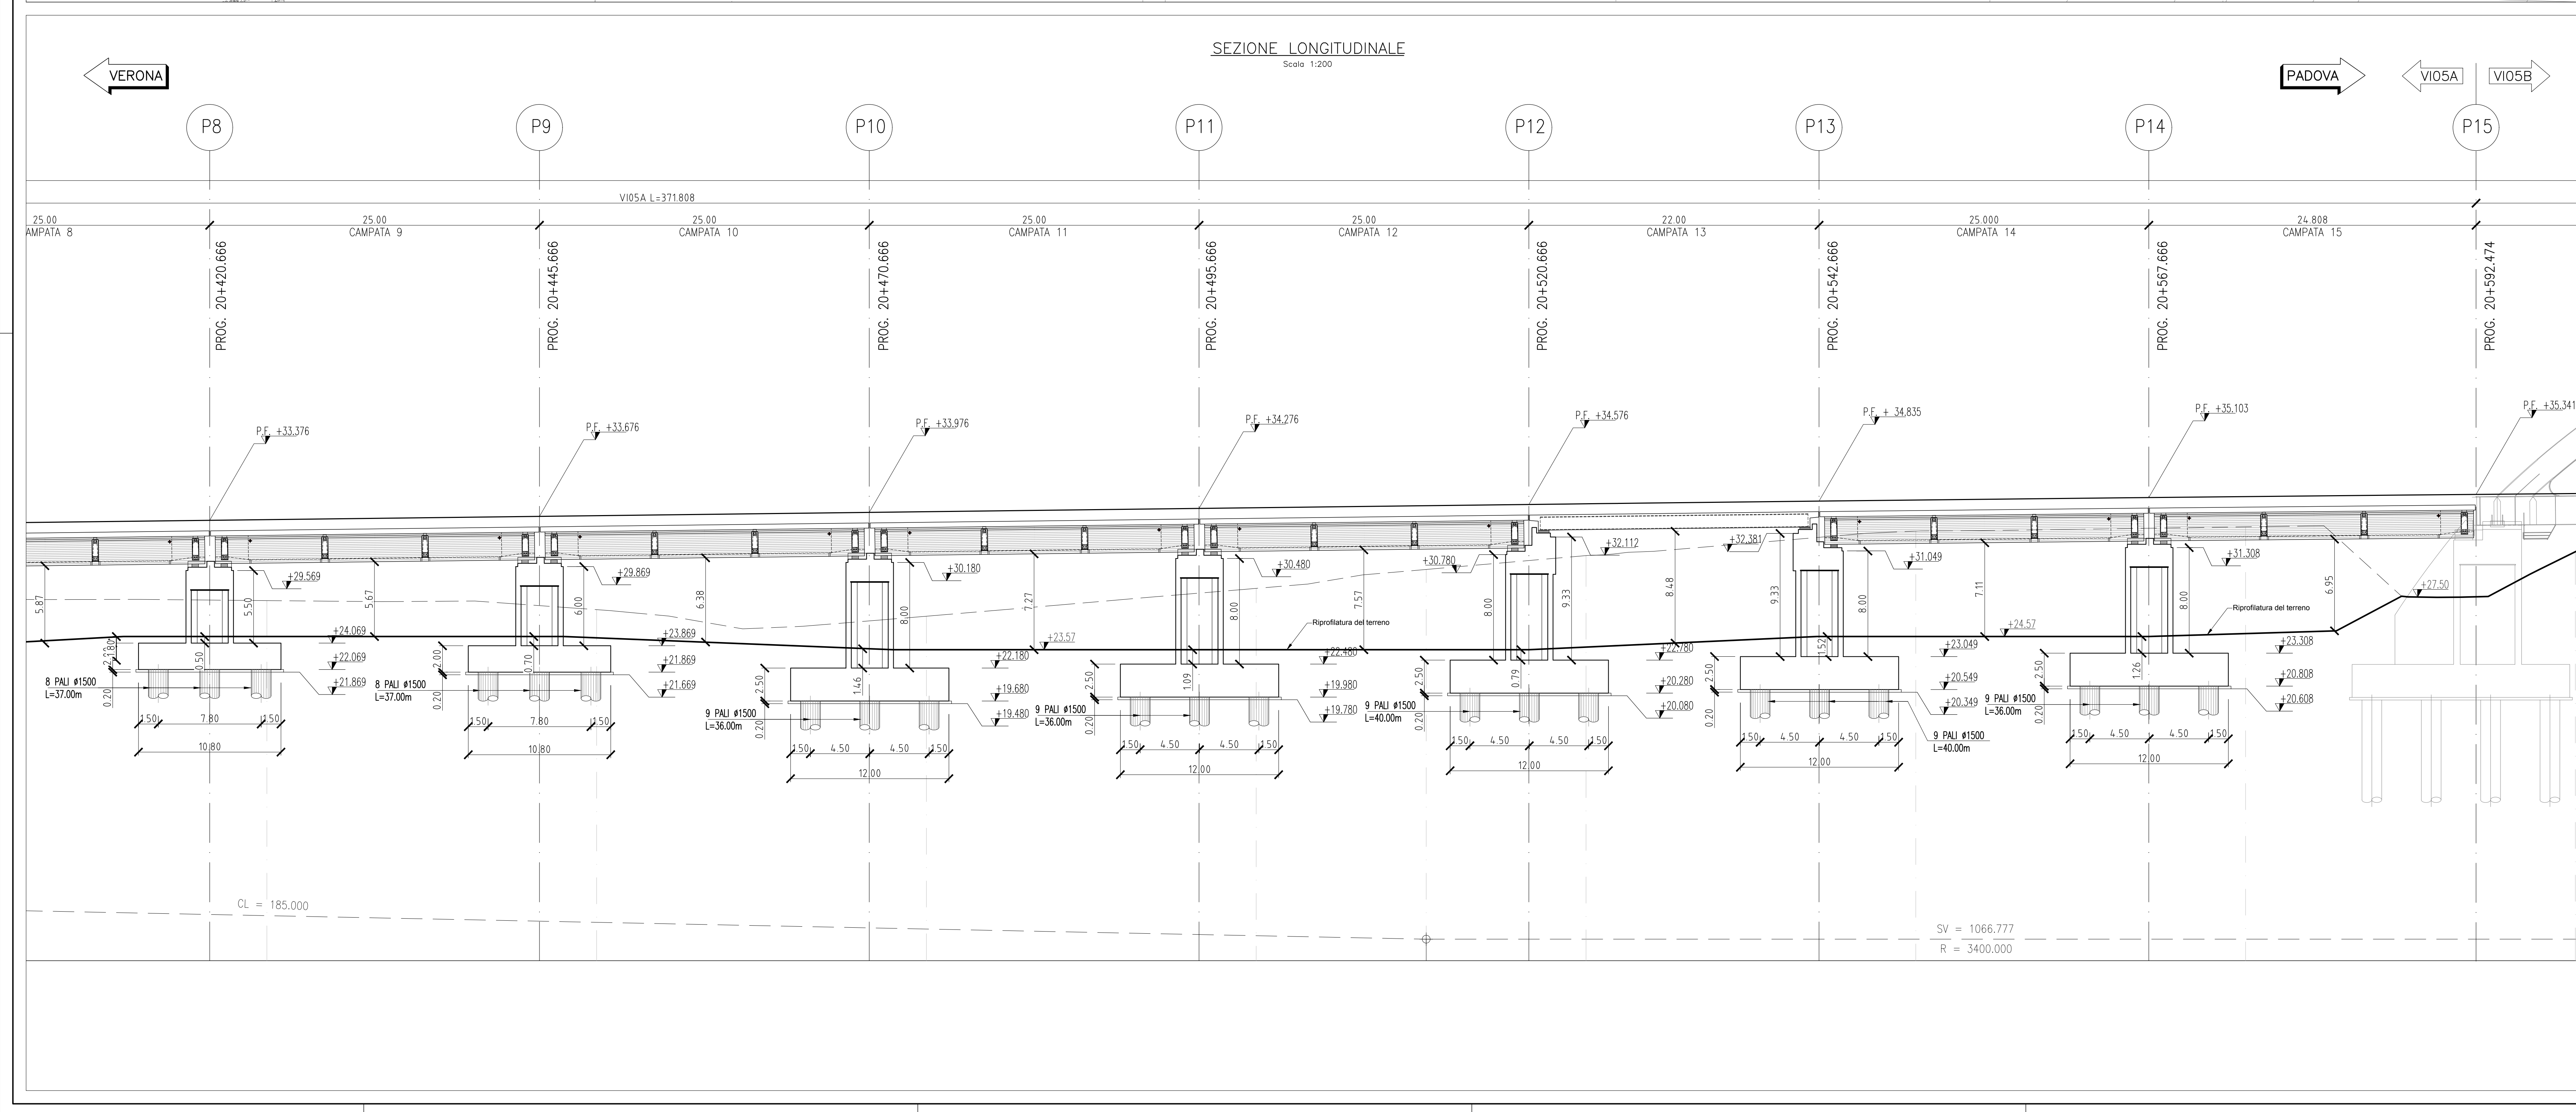 SEZIONE LONGITUDINALE
Scala 1:200
VERONA
PADOVA
VI05A
VI05B
P8
P9
P10
P11
P12
P13
P14
P15
VI05A L=371.808
25.00
25.00
25.00
25.00
25.00
22.00
25.000
24.808
AMPATA 8
CAMPATA 9
CAMPATA 10
CAMPATA 11
CAMPATA 12
CAMPATA 13
CAMPATA 14
CAMPATA 15
PROG. 20+420.666
PROG. 20+445.666
PROG. 20+470.666
PROG. 20+495.666
PROG. 20+520.666
PROG. 20+542.666
PROG. 20+567.666
PROG. 20+592.474
P.F. +33.376
P.F. +33.676
P.F. +33.976
P.F. +34.276
P.F. +34.576
P.F. + 34.835
P.F. +35.103
P.F. +35.341
5.87
+29.569
5.50
5.67
+29.869
6.00
6.38
+30.180
8.00
7.27
+30.480
8.00
7.57
+30.780
8.00
9.33
+32.112
8.48
+32.381
9.33
8.00
+31.049
7.11
8.00
+31.308
6.95
+27.50
Riprofilatura del terreno
Riprofilatura del terreno
+23.57
+24.57
0.20
0.50
+24.069
+22.069
+21.869
8 PALI ø1500
L=37.00m
1.50
7.80
1.50
10.80
2.00
0.20
0.70
+23.869
+21.869
+21.669
8 PALI ø1500
L=37.00m
1.50
7.80
1.50
10.80
2.50
0.20
1.46
+22.180
+19.680
+19.480
9 PALI ø1500
L=36.00m
1.50
4.50
4.50
1.50
12.00
2.50
0.20
1.09
+22.480
+19.980
+19.780
9 PALI ø1500
L=36.00m
1.50
4.50
4.50
1.50
12.00
2.50
0.20
0.79
+22.780
+20.280
+20.080
9 PALI ø1500
L=40.00m
1.50
4.50
4.50
1.50
12.00
2.50
0.20
1.52
+23.049
+20.549
+20.349
9 PALI ø1500
L=40.00m
1.50
4.50
4.50
1.50
12.00
2.50
0.20
1.26
+23.308
+20.808
+20.608
9 PALI ø1500
L=36.00m
1.50
4.50
4.50
1.50
12.00
CL = 185.000
SV = 1066.777
R = 3400.000